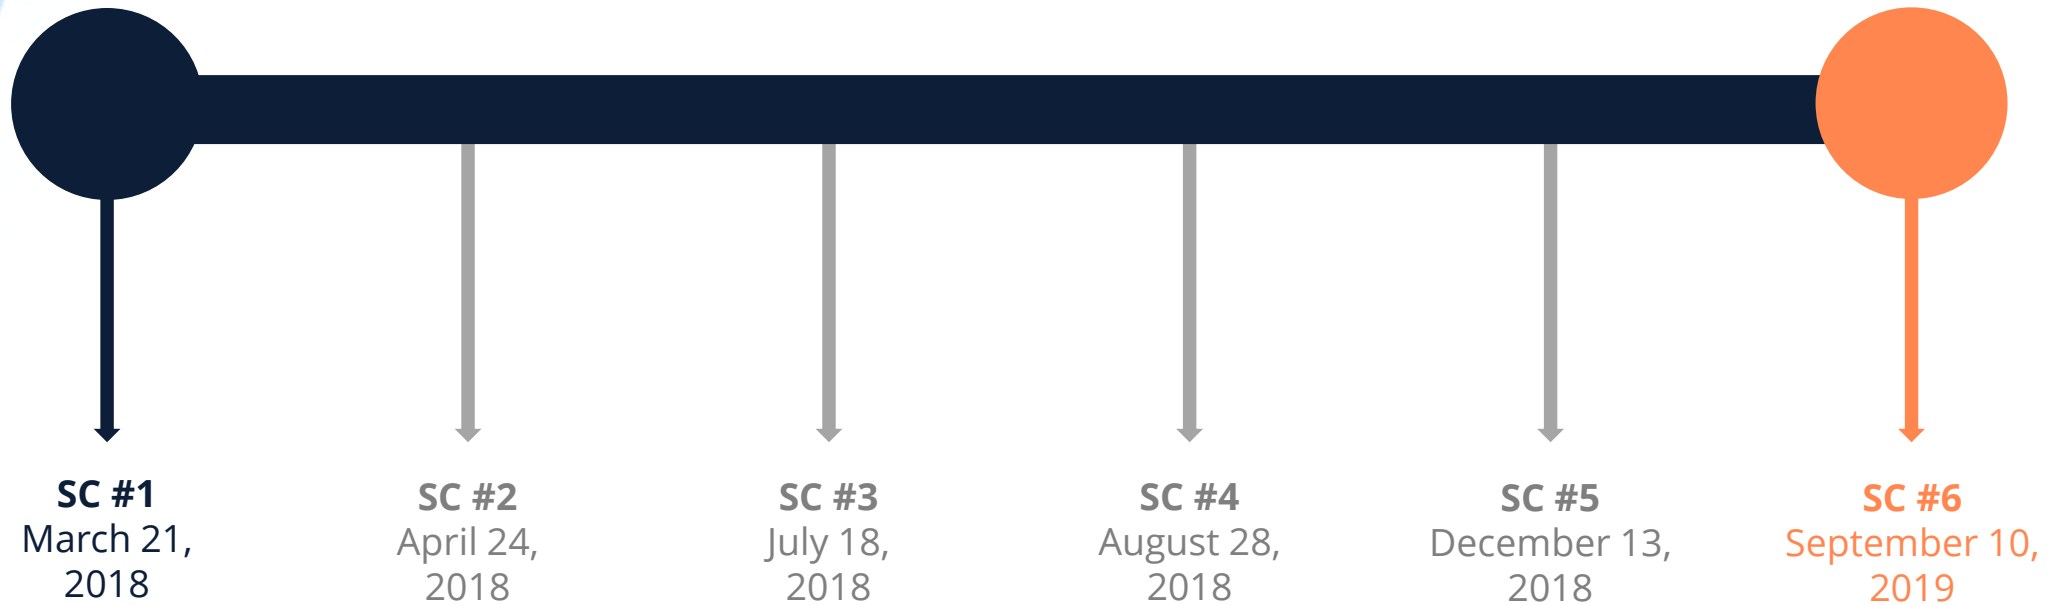 SC #1
March 21,
2018
SC #2
April 24,
2018
SC #3
July 18,
2018
SC #4
August 28,
2018
SC #5
December 13,
2018
SC #6
September 10,
2019